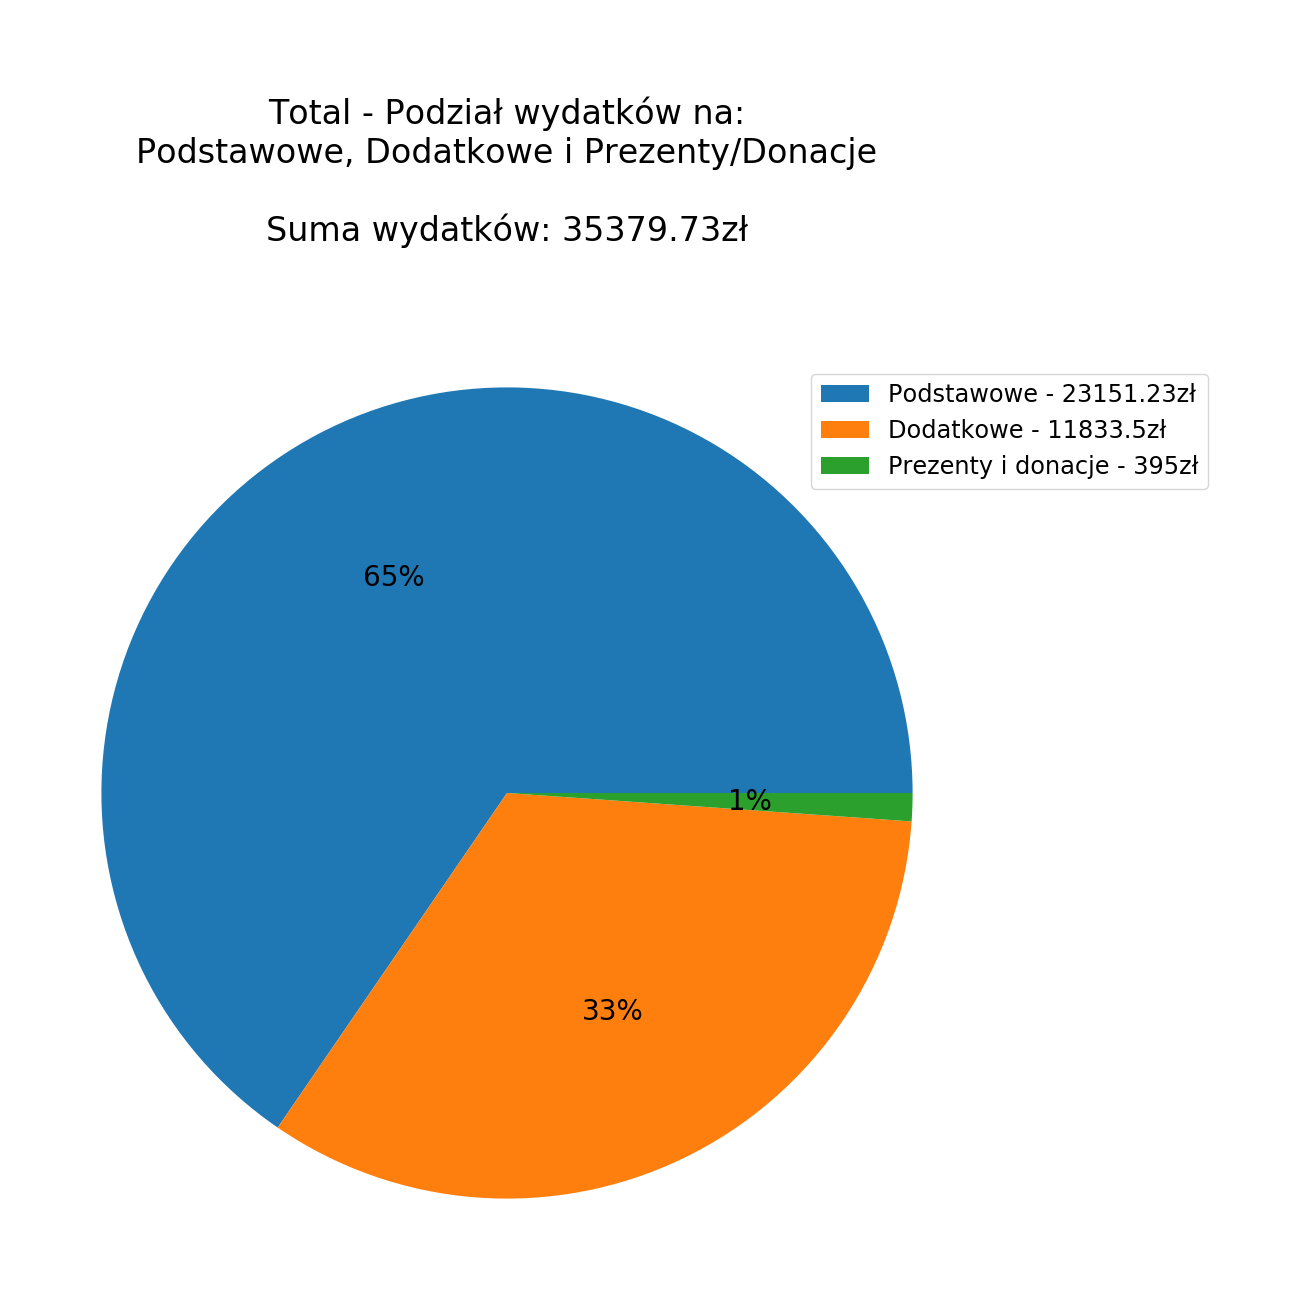 Total - Podział wydatków na:
Podstawowe, Dodatkowe i Prezenty/Donacje
Suma wydatków: 35379.73zł
Podstawowe - 23151.23zł
Dodatkowe - 11833.5zł
Prezenty i donacje - 395zł
65%
1%
33%